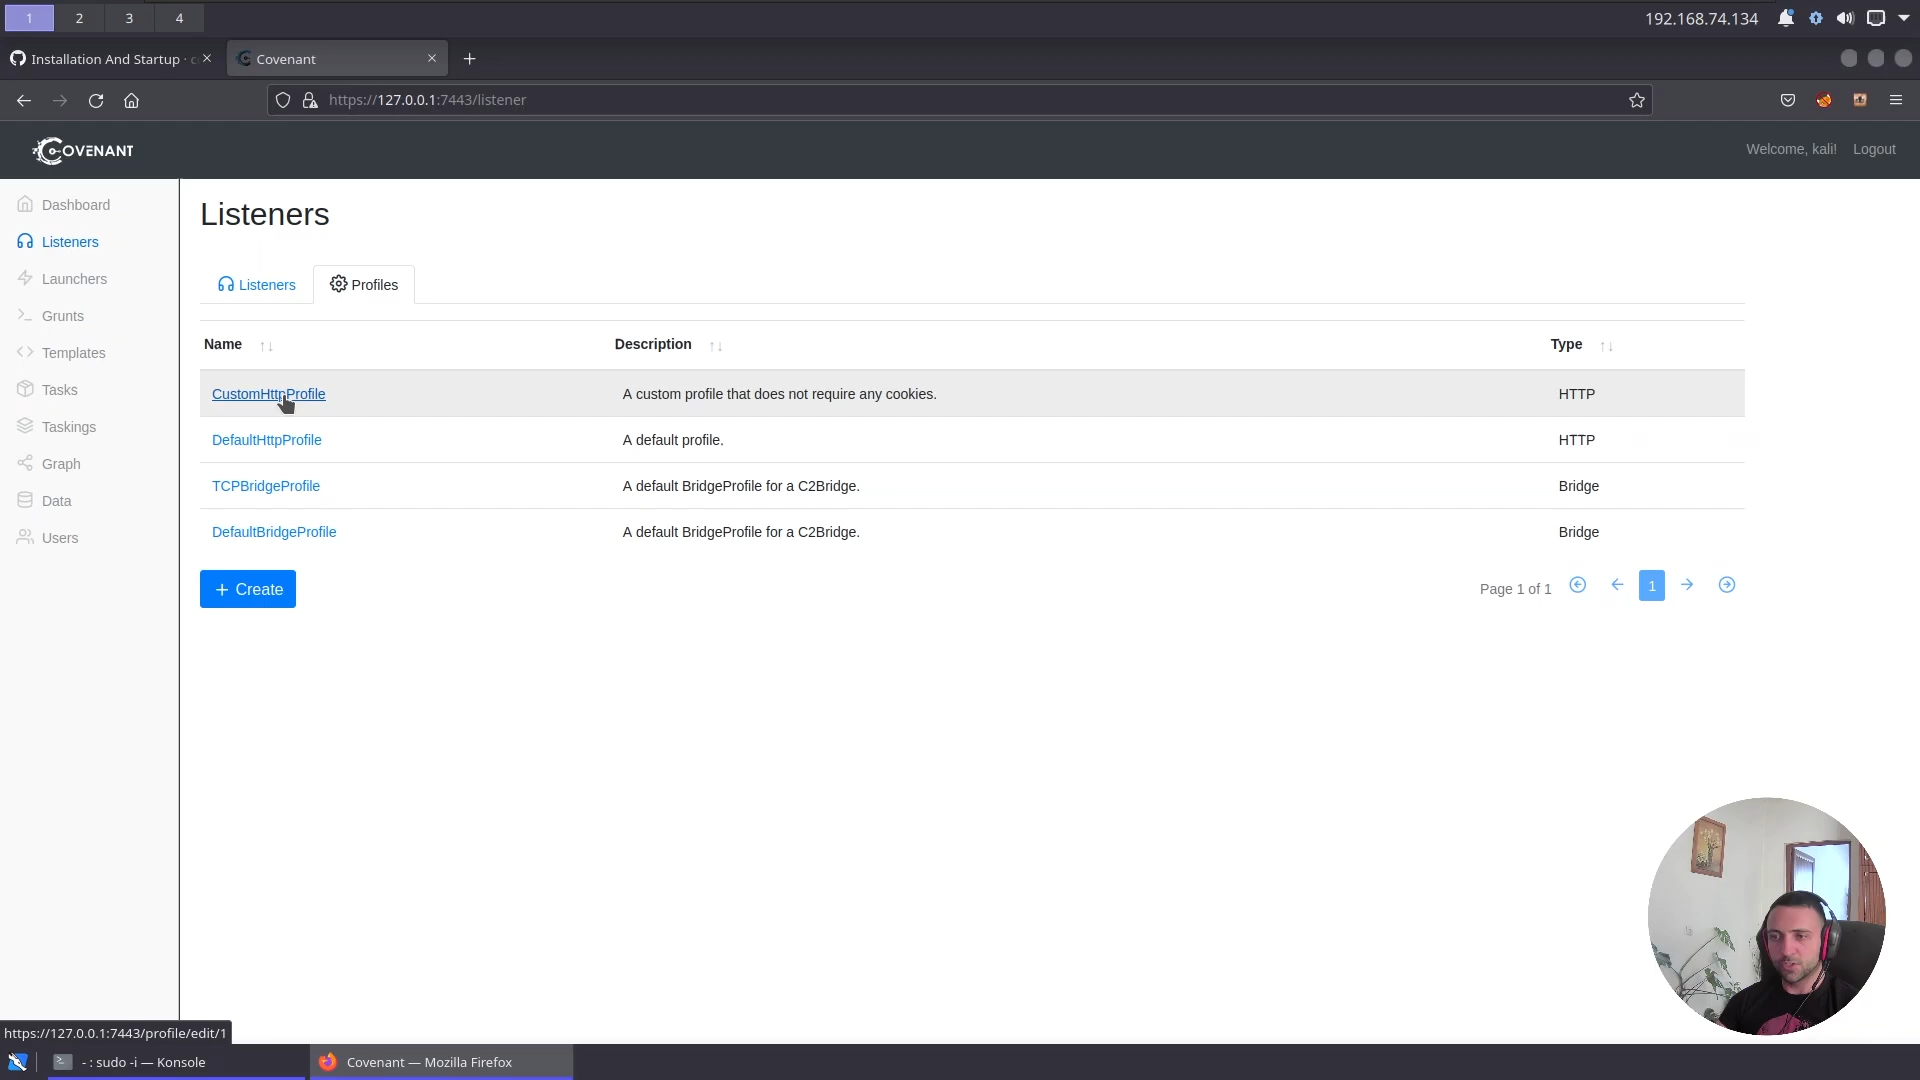 1 2 3 4 192.168.74.134
Installation And Startup · c Covenant
https://127.0.0.1:7443/listener
COVENANT Welcome, kali! Logout
Dashboard
Listeners
Launchers
Grunts
Templates
Tasks
Taskings
Graph
Data
Users
Listeners
Listeners Profiles
Name Description Type
CustomHttpProfile A custom profile that does not require any cookies. HTTP
DefaultHttpProfile A default profile. HTTP
TCPBridgeProfile A default BridgeProfile for a C2Bridge. Bridge
DefaultBridgeProfile A default BridgeProfile for a C2Bridge. Bridge
+ Create Page 1 of 1 1
https://127.0.0.1:7443/profile/edit/1
- : sudo -i — Konsole Covenant — Mozilla Firefox